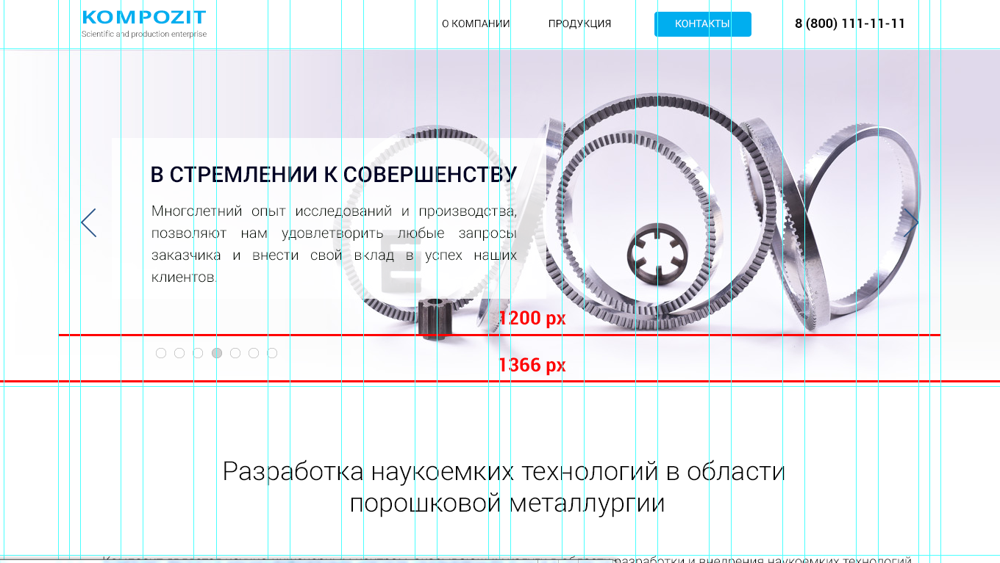 KOMPOZIT
Scientific and production enterprise
О КОМПАНИИ
ПРОДУКЦИЯ
КОНТАКТЫ
8 (800) 111-11-11
В СТРЕМЛЕНИИ К СОВЕРШЕНСТВУ
Многолетний опыт исследований и производства,
позволяют нам удовлетворить любые запросы
заказчика и внести свой вклад в успех наших
клиентов.
1200 px
1366 px
Разработка наукоемких технологий в области
порошковой металлургии
разработки и внедрения наукоемких технологий